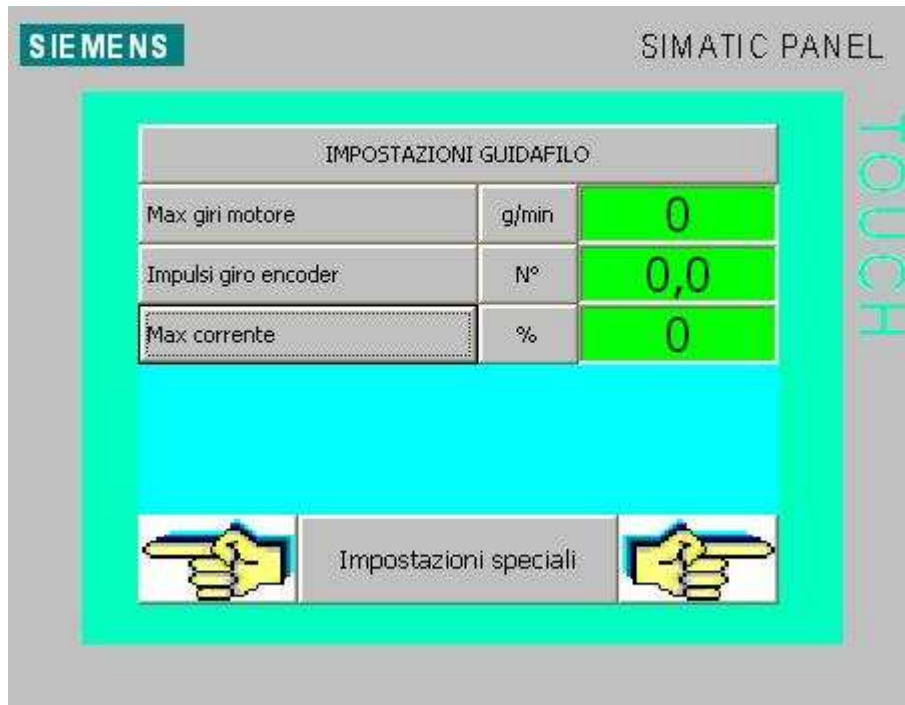 SIEMENS
SIMATIC PANEL
TOUCH
IMPOSTAZIONI GUIDAFILO
Max giri motore g/min 0
Impulsi giro encoder N° 0,0
Max corrente % 0
Impostazioni speciali